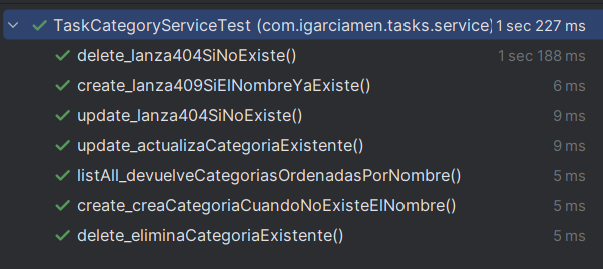 TaskCategoryServiceTest (com.igarciamen.tasks.service) 1 sec 227 ms
delete_lanza404SiNoExiste() 1 sec 188 ms
create_lanza409SiElNombreYaExiste() 6 ms
update_lanza404SiNoExiste() 9 ms
update_actualizaCategoriaExistente() 9 ms
listAll_devuelveCategoriasOrdenadasPorNombre() 5 ms
create_creaCategoriaCuandoNoExisteElNombre() 5 ms
delete_eliminaCategoriaExistente() 5 ms